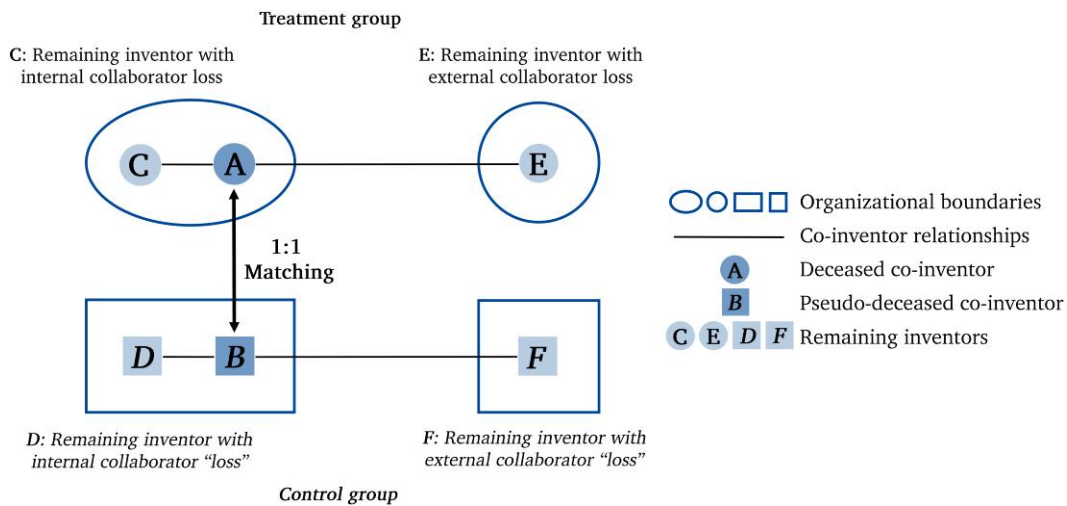 Treatment group
C: Remaining inventor with
internal collaborator loss
E: Remaining inventor with
external collaborator loss
C
A
E
1:1
Matching
D
B
F
D: Remaining inventor with
internal collaborator “loss”
F: Remaining inventor with
external collaborator “loss”
Control group
Organizational boundaries
Co-inventor relationships
A Deceased co-inventor
B Pseudo-deceased co-inventor
C E D F Remaining inventors